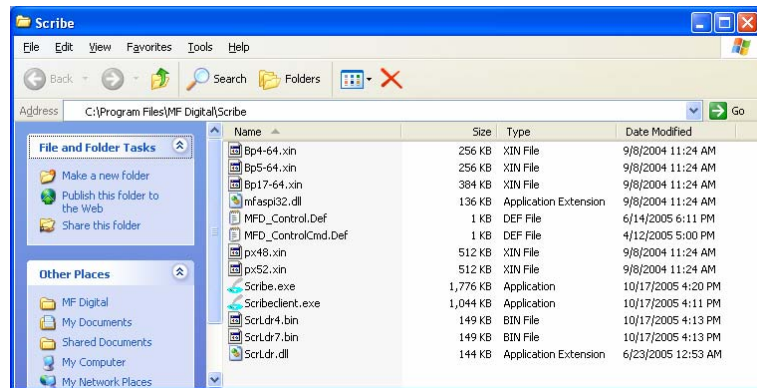 Scribe
File Edit View Favorites Tools Help
Back Search Folders
Address C:\Program Files\MF Digital\Scribe Go
File and Folder Tasks
Make a new folder
Publish this folder to
the Web
Share this folder
Other Places
MF Digital
My Documents
Shared Documents
My Computer
My Network Places
Name Size Type Date Modified
Bp4-64.xin 256 KB XIN File 9/8/2004 11:24 AM
Bp5-64.xin 256 KB XIN File 9/8/2004 11:24 AM
Bp17-64.xin 384 KB XIN File 9/8/2004 11:24 AM
mfaspi32.dll 136 KB Application Extension 9/8/2004 11:24 AM
MFD_Control.Def 1 KB DEF File 6/14/2005 6:11 PM
MFD_ControlCmd.Def 1 KB DEF File 4/12/2005 5:00 PM
px48.xin 512 KB XIN File 9/8/2004 11:24 AM
px52.xin 512 KB XIN File 9/8/2004 11:24 AM
Scribe.exe 1,776 KB Application 10/17/2005 4:20 PM
Scribeclient.exe 1,044 KB Application 10/17/2005 4:11 PM
ScrLdr4.bin 149 KB BIN File 10/17/2005 4:13 PM
ScrLdr7.bin 149 KB BIN File 10/17/2005 4:13 PM
ScrLdr.dll 144 KB Application Extension 6/23/2005 12:53 AM